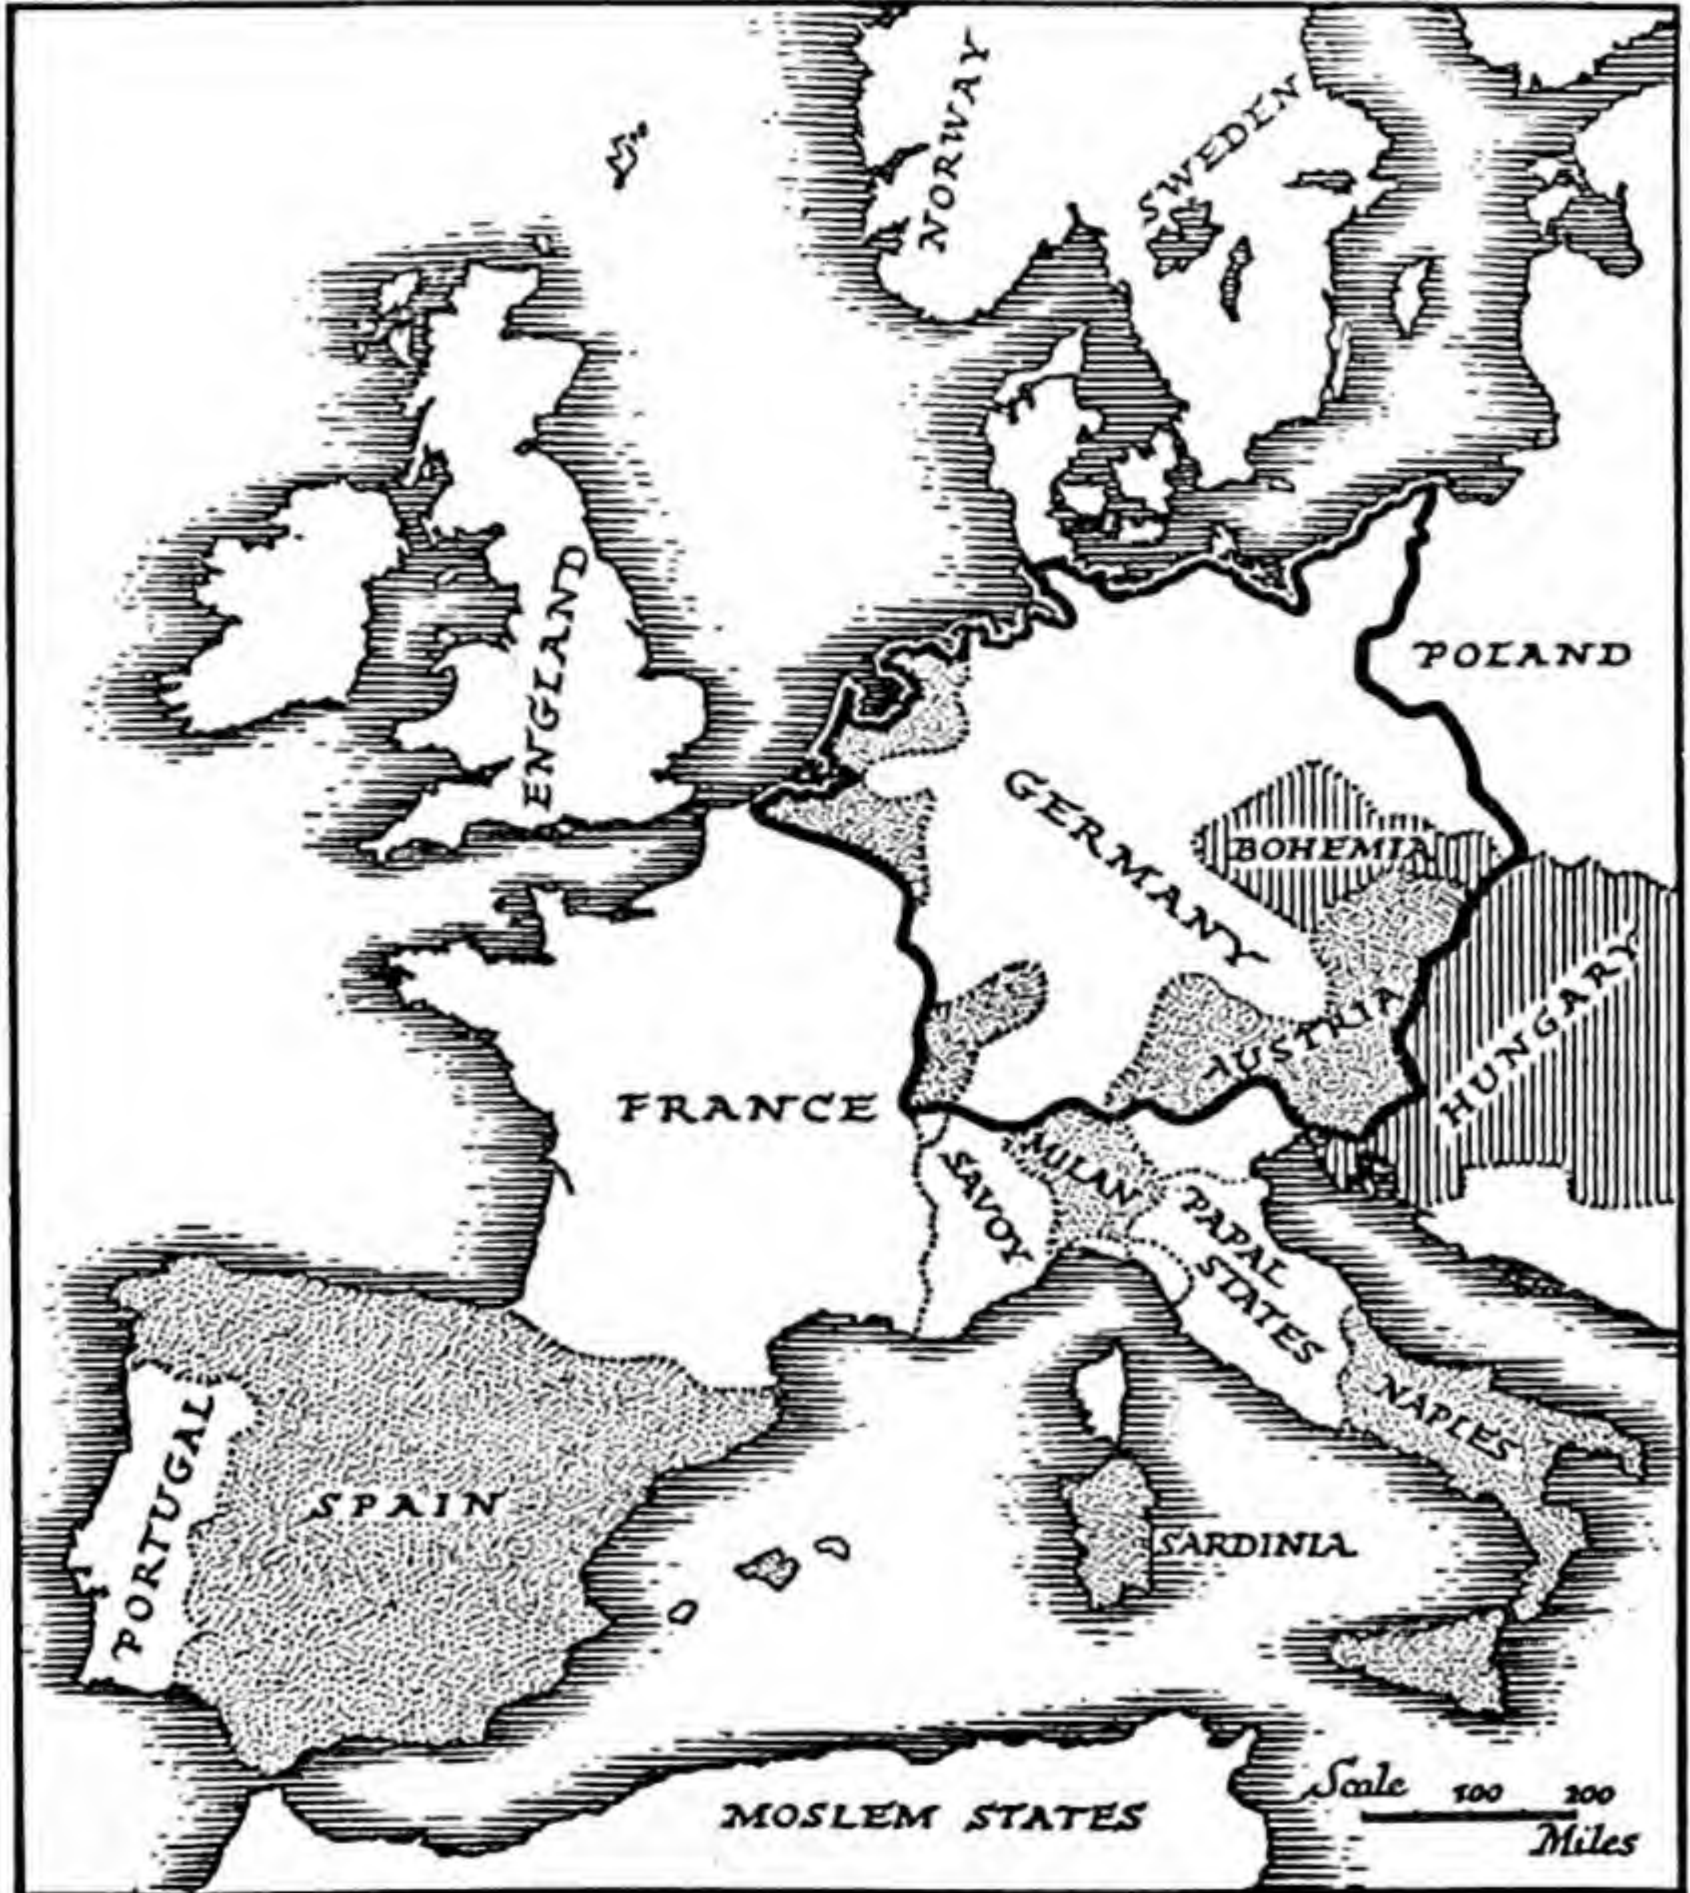 NORWAY
SWEDEN
ENGLAND
POLAND
GERMANY
BOHEMIA
HUNGARY
AUSTRIA
FRANCE
MILAN
SAVOY
PAPAL
STATES
NAPLES
PORTUGAL
SPAIN
SARDINIA
MOSLEM STATES
Scale 100 200
Miles